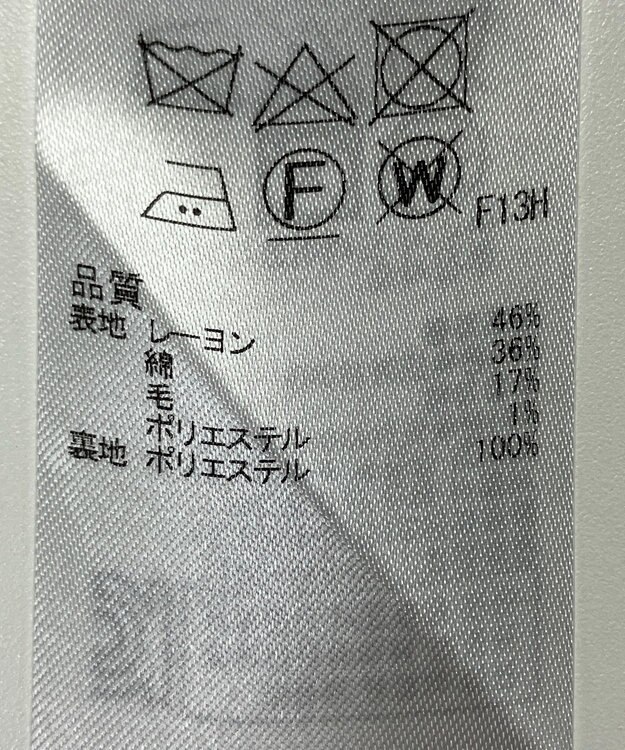 F W F13H
品質
表地 レーヨン 46%
綿 36%
毛 17%
ポリエステル 1%
裏地 ポリエステル 100%